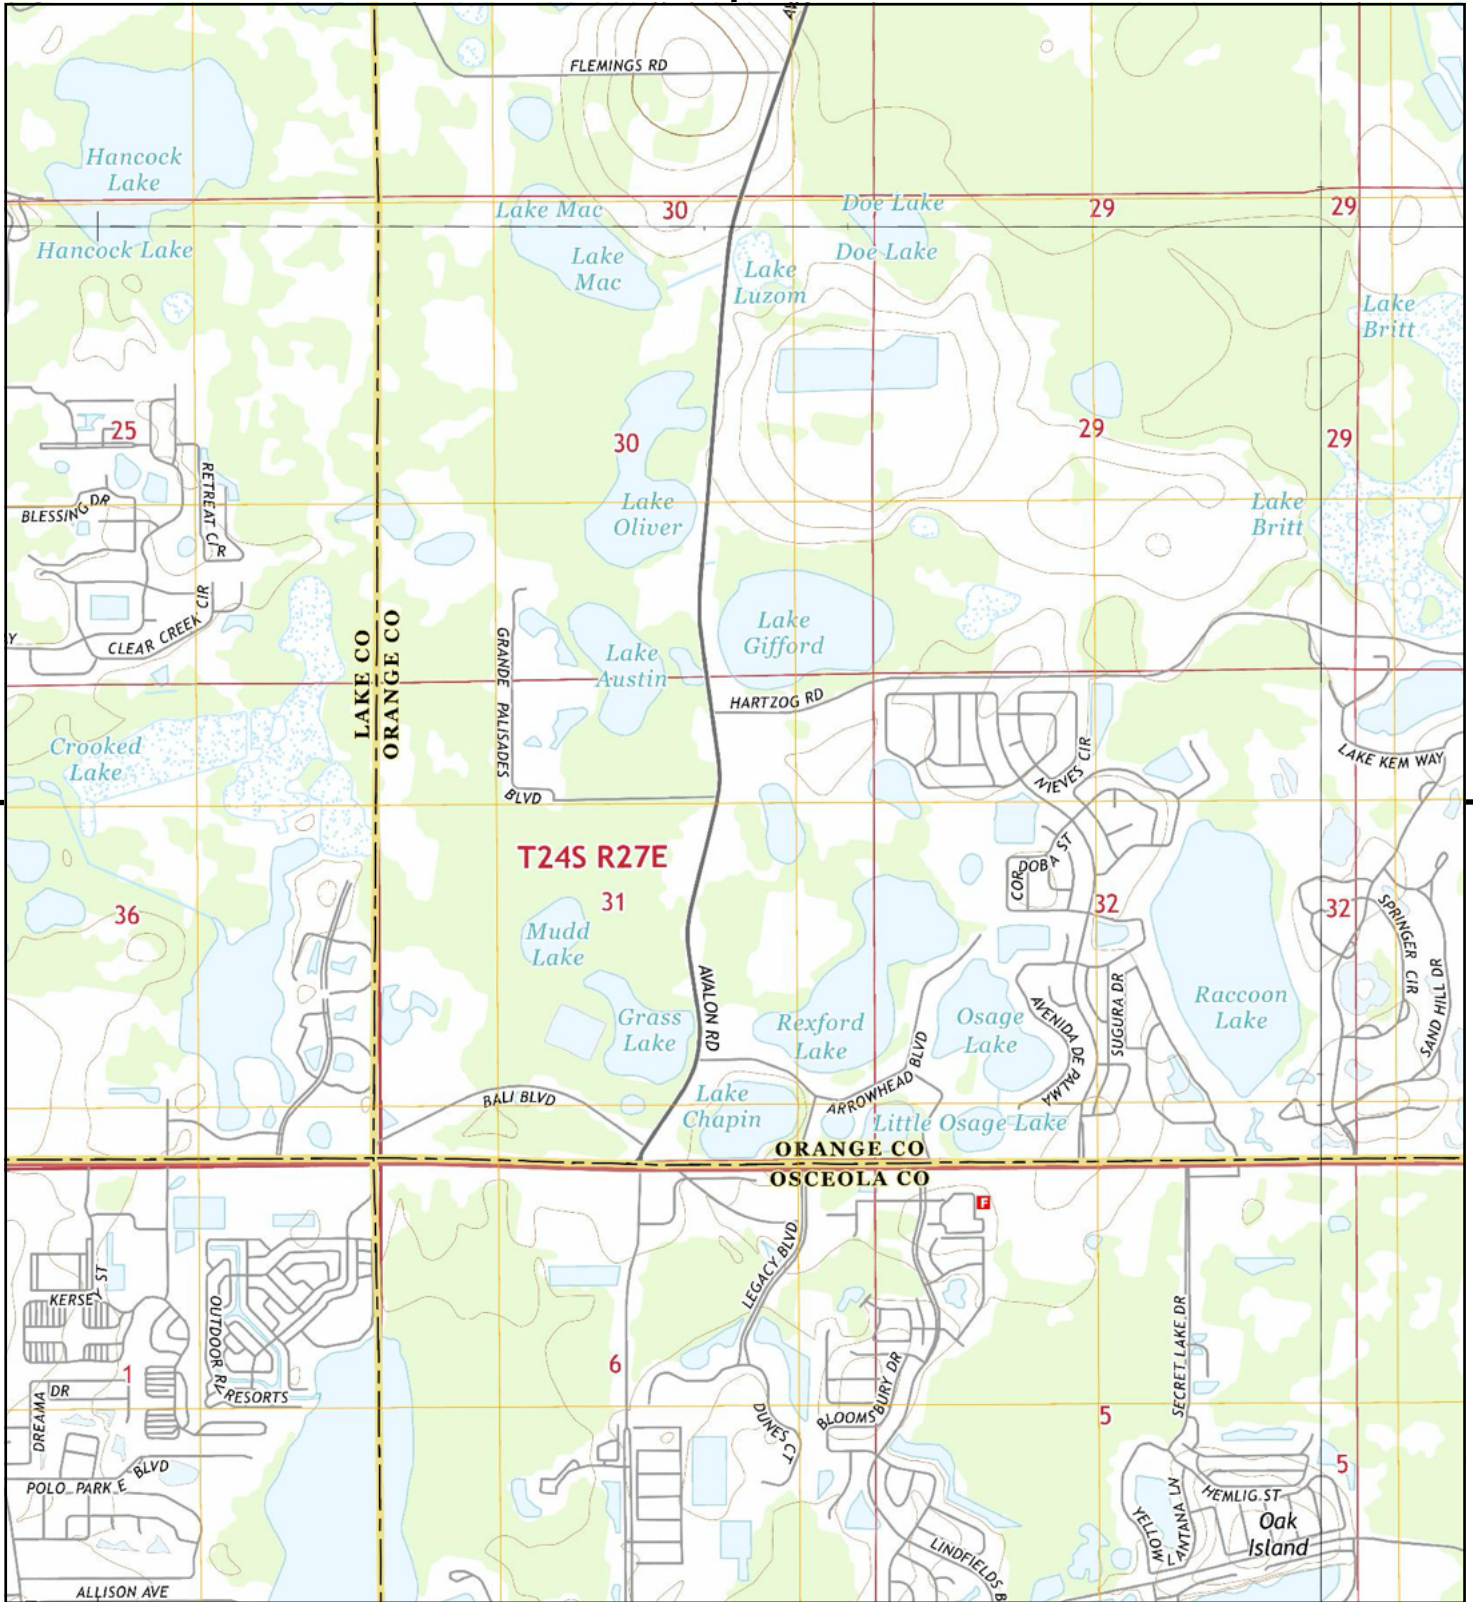 AV
FLEMINGS RD
Hancock
Lake
Lake Mac
30
Doe Lake
29
29
Hancock Lake
Lake
Mac
Lake
Luzom
Doe Lake
Lake
Britt
25
30
29
29
RETREAT CIR
BLESSING DR
Lake
Oliver
Lake
Britt
CIR
CLEAR CREEK
Y
LAKE CO
ORANGE CO
GRANDE PALISADES
BLVD
Lake
Austin
Lake
Gifford
HARTZOG RD
Crooked
Lake
NIEVES CIR
LAKE KEM WAY
T24S R27E
31
36
CORDOBA ST
32
32
SPRINGER CIR
SAND HILL DR
Mudd
Lake
AVALON RD
Grass
Lake
Rexford
Lake
Osage
Lake
AVENIDA DE PALMA
SUGURA DR
Raccoon
Lake
BALI BLVD
Lake
Chapin
ARROWHEAD BLVD
Little Osage Lake
ORANGE CO
OSCEOLA CO
F
LEGACY BLVD
KERSEY ST
OUTDOOR RV
RESORTS
1
6
DREAMA
DR
SECRET LAKE DR
BLOOMSBURY DR
DUNES CT
5
5
POLO PARK E BLVD
HEMLIG ST
YELLOW
LANTANA LN
Oak
Island
LINDFIELDS B
ALLISON AVE